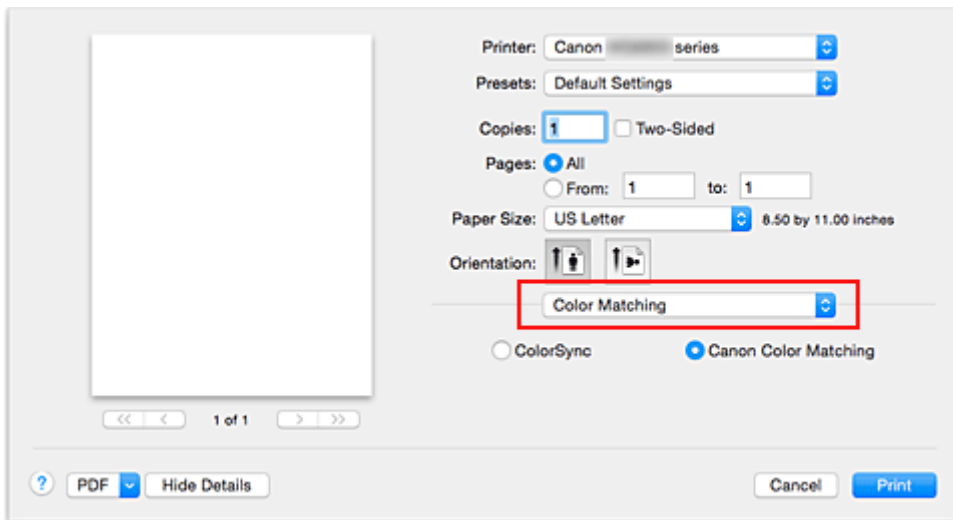 Printer: Canon series
Presets: Default Settings
Copies: 1 Two-Sided
Pages: All
From: 1 to: 1
Paper Size: US Letter 8.50 by 11.00 inches
Orientation:
Color Matching
ColorSync Canon Color Matching
<< < 1 of 1 > >>
? PDF Hide Details Cancel Print